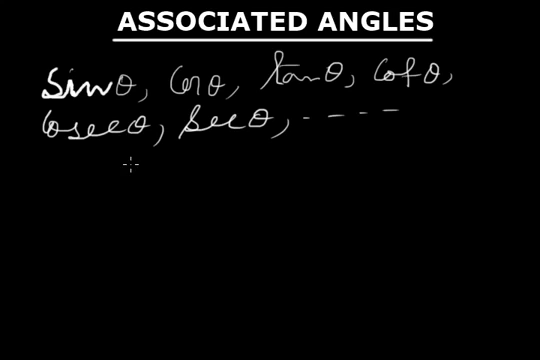 ASSOCIATED ANGLES
sinθ, cosθ, tanθ, cotθ,
cosecθ, secθ, - - - -